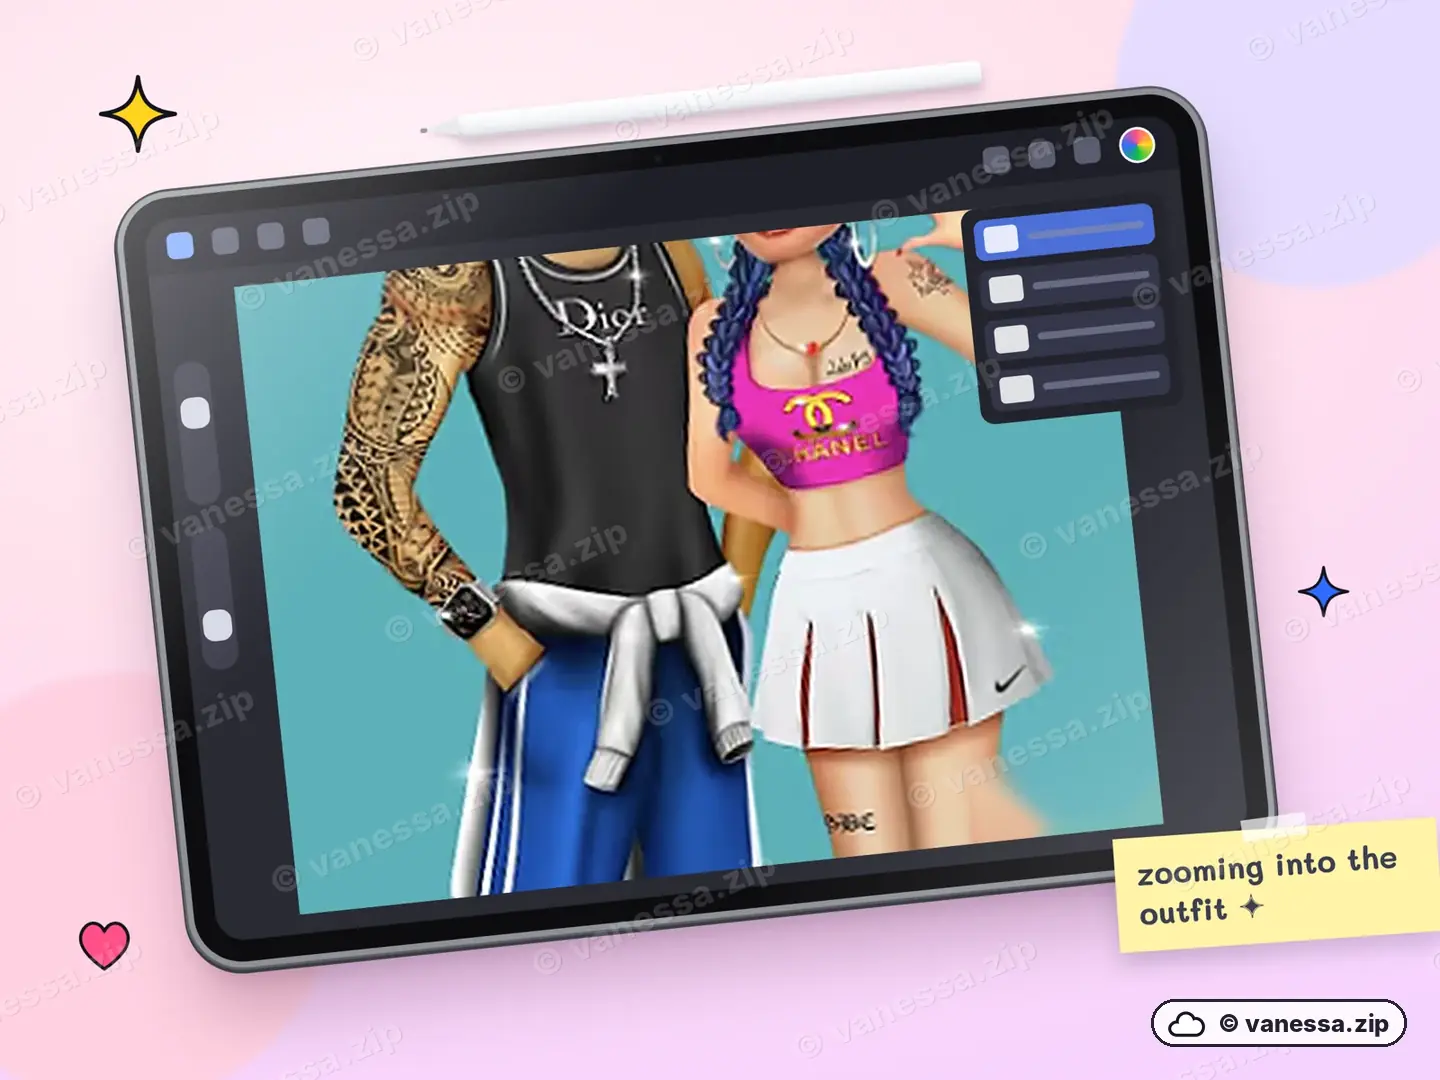 Dior
CHANEL
zooming into the
outfit
© vanessa.zip